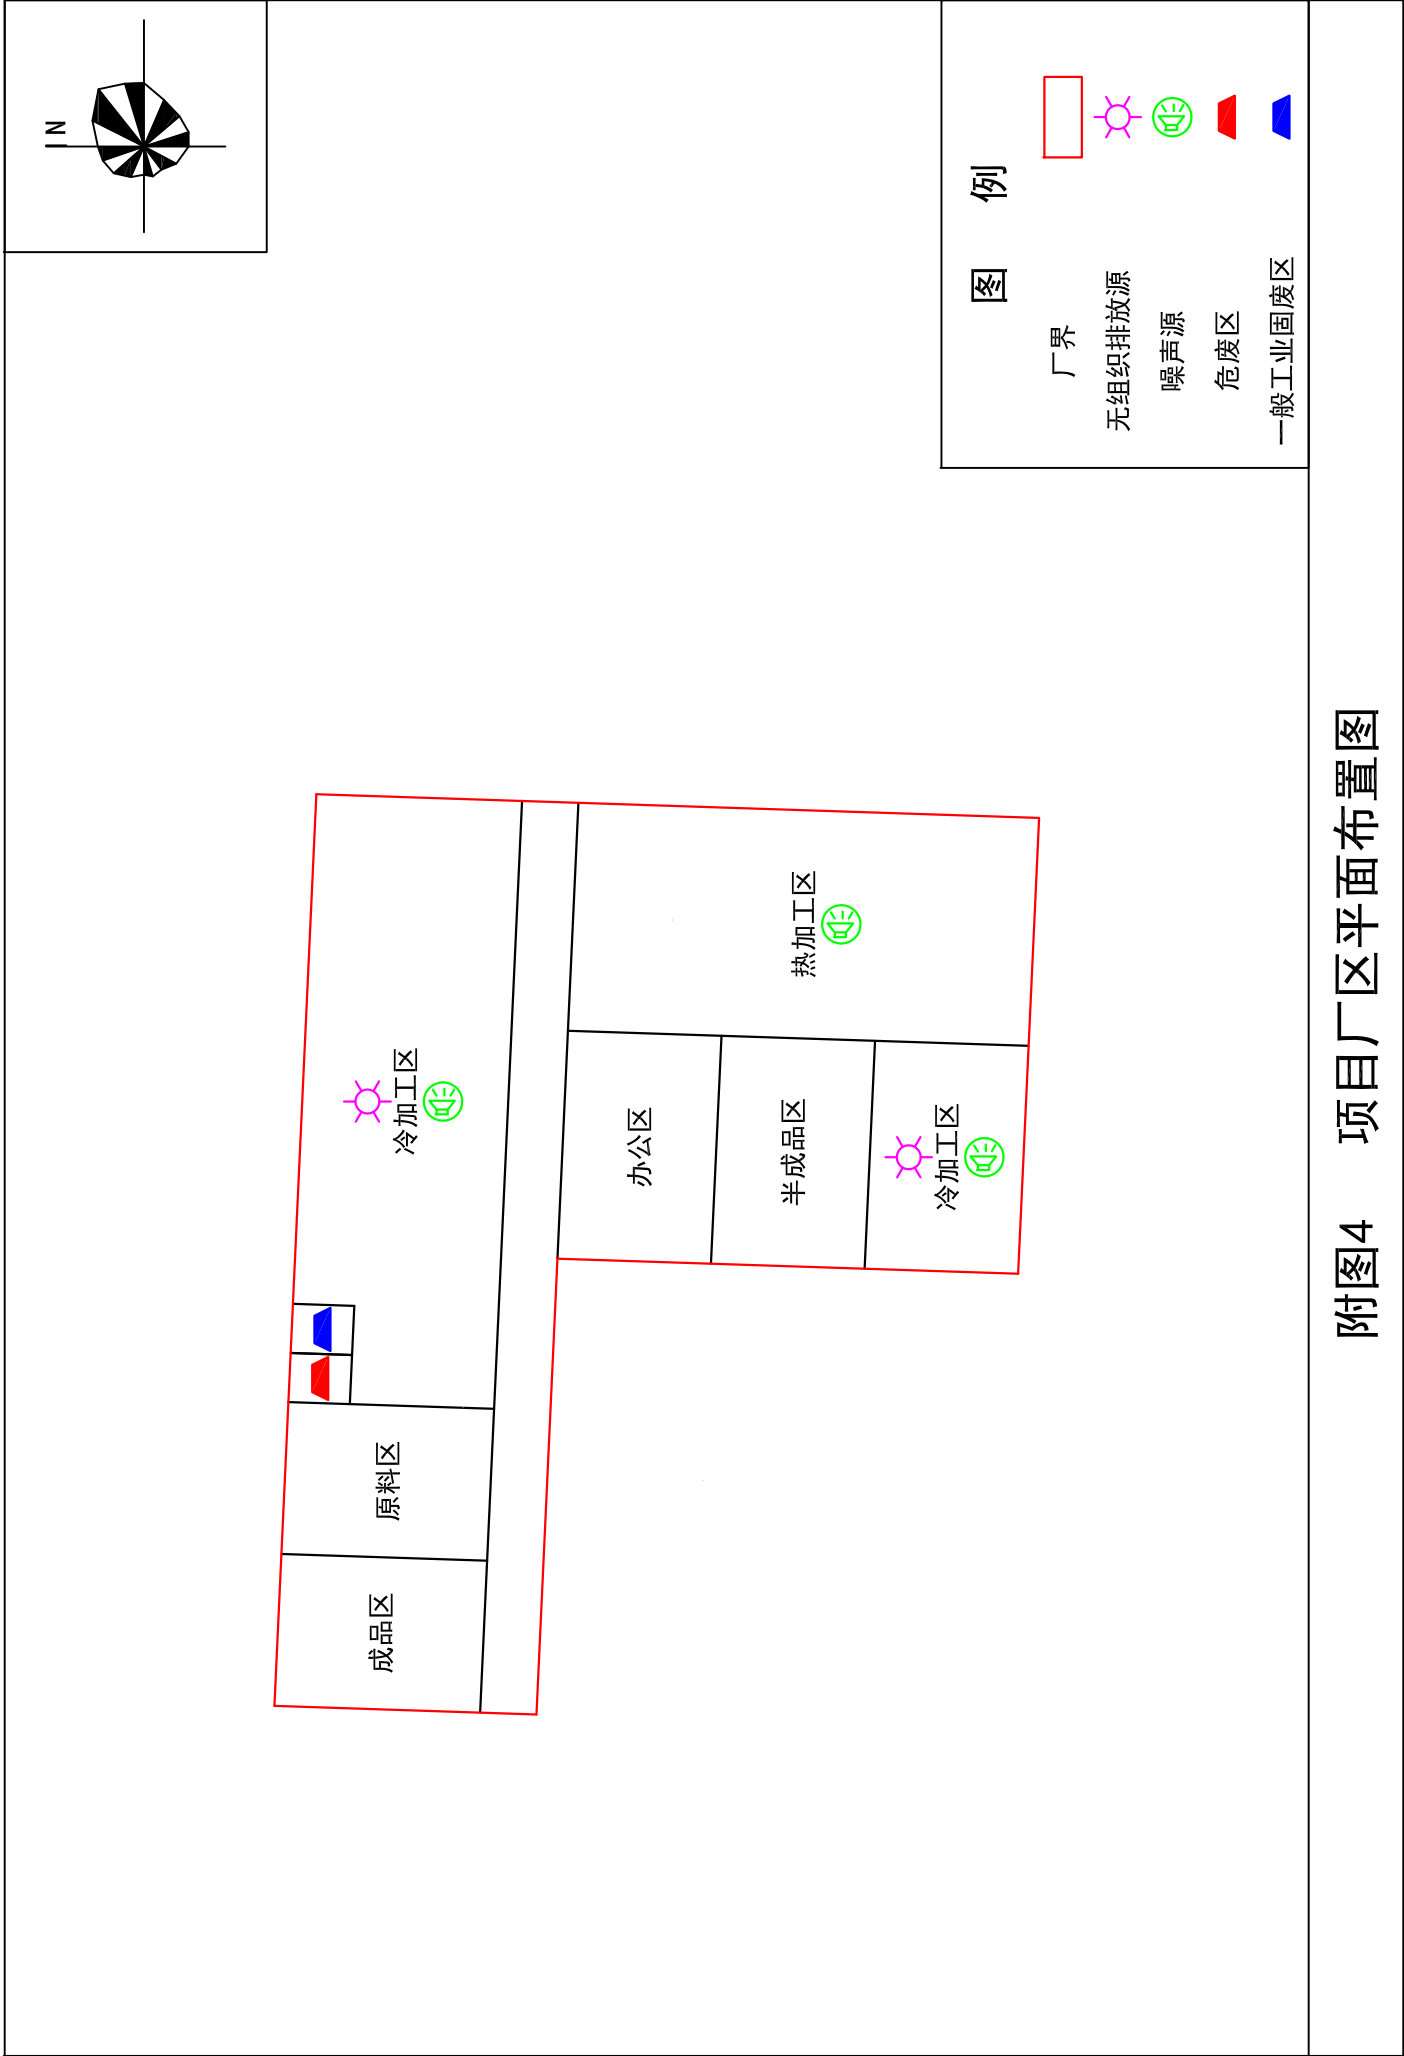 N
图 例
厂界
无组织排放源
噪声源
危废区
一般工业固废区
冷加工区
原料区
成品区
热加工区
办公区
半成品区
冷加工区
附图4 项目厂区平面布置图